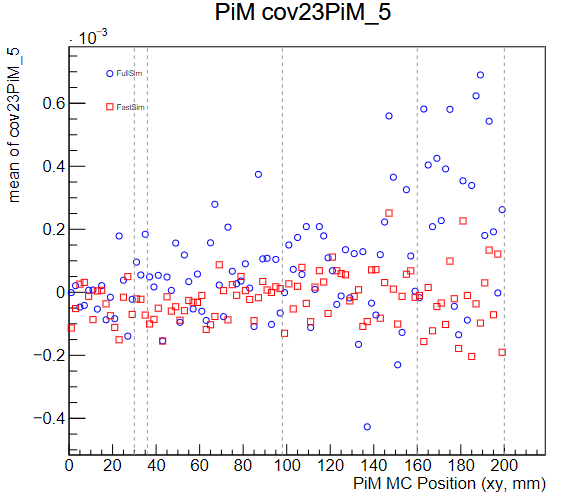 PiM cov23PiM_5
· 10⁻³
mean of cov23PiM_5
FullSim
FastSim
0.6
0.4
0.2
0
−0.2
−0.4
0 20 40 60 80 100 120 140 160 180 200
PiM MC Position (xy, mm)